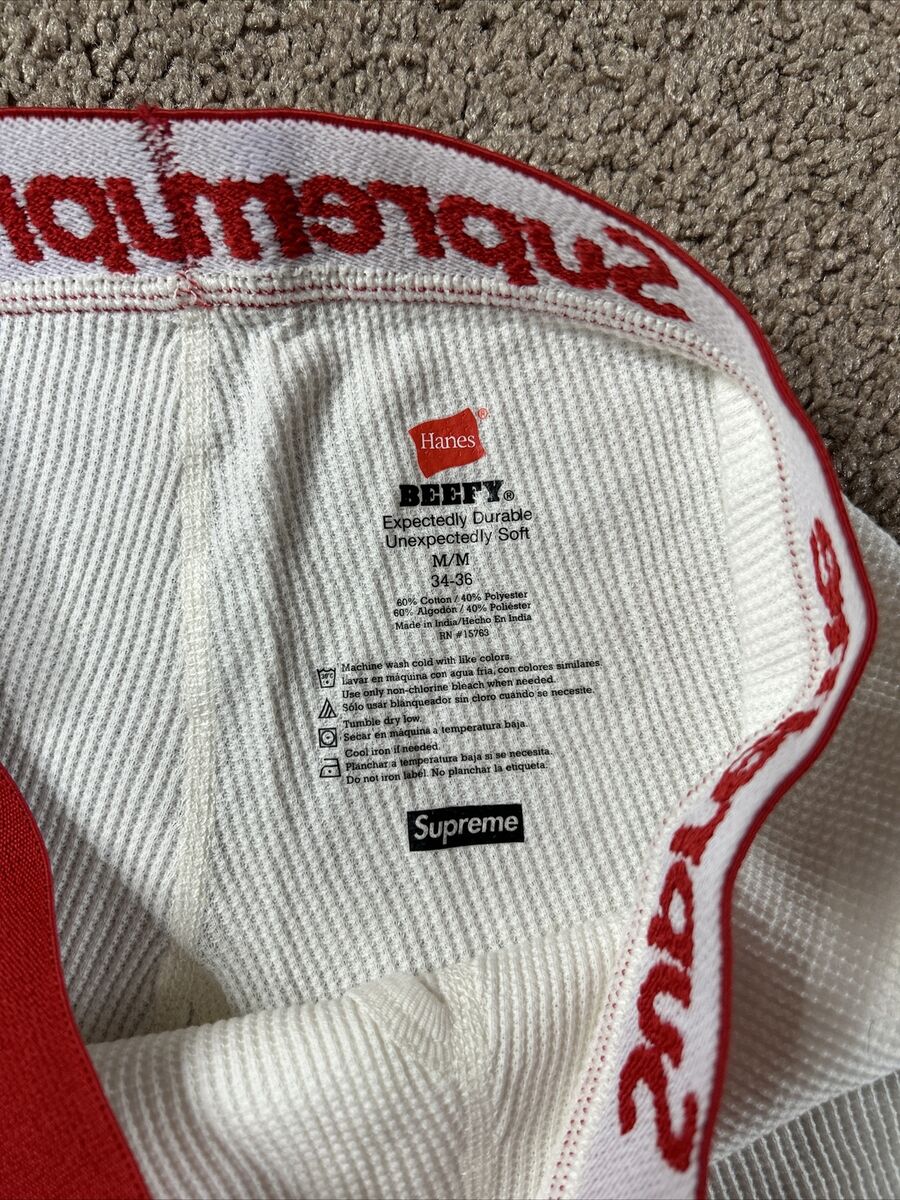 Supremupr
Hanes®
BEEFY®
Expectedly Durable
Unexpectedly Soft
M/M
34-36
60% Cotton / 40% Polyester
60% Algodón / 40% Poliéster
Made in India/Hecho En India
RN #15763
Machine wash cold with like colors.
Lavar en máquina con agua fria, con colores similares.
Use only non-chlorine bleach when needed.
Sólo usar blanqueador sin cloro cuando se necesite.
Tumble dry low.
Secar en máquina a temperatura baja.
Cool iron if needed.
Planchar a temperatura baja si se necesita.
Do not iron label. No planchar la etiqueta.
Supreme
Supreme